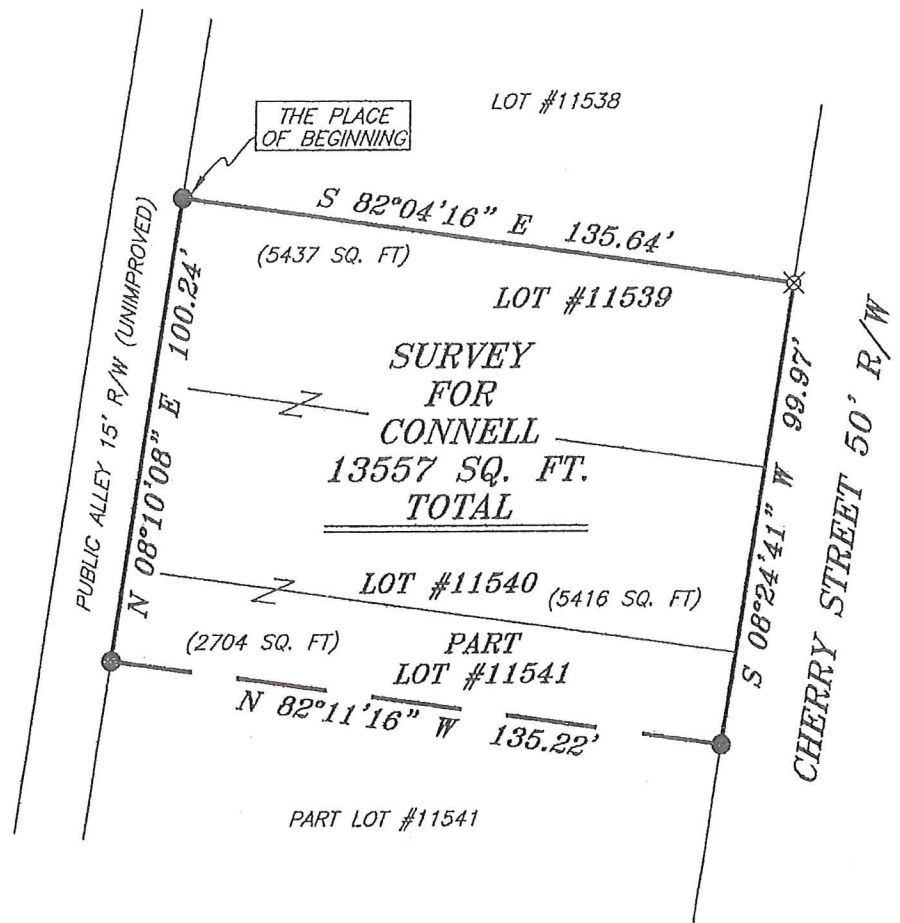 LOT #11538
THE PLACE
OF BEGINNING
S 82°04'16" E 135.64'
(5437 SQ. FT)
LOT #11539
PUBLIC ALLEY 15' R/W (UNIMPROVED)
N 08°10'08" E 100.24'
SURVEY
FOR
CONNELL
13557 SQ. FT.
TOTAL
S 08°24'41" W 99.97'
CHERRY STREET 50' R/W
LOT #11540
(5416 SQ. FT)
(2704 SQ. FT)
PART
LOT #11541
N 82°11'16" W 135.22'
PART LOT #11541